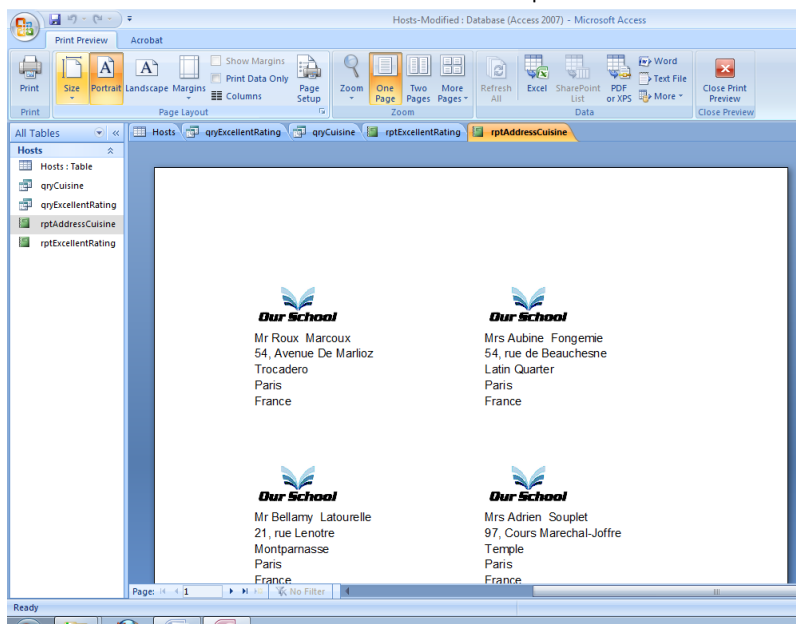 Hosts-Modified : Database (Access 2007) - Microsoft Access
Print Preview Acrobat
Print
Size
Portrait
Landscape
Margins
Show Margins
Print Data Only
Columns
Page Setup
Zoom
One Page
Two Pages
More Pages
Refresh All
Excel
SharePoint List
PDF or XPS
Word
Text File
More
Close Print Preview
Print Page Layout Zoom Data Close Preview
All Tables «
Hosts qryExcellentRating qryCuisine rptExcellentRating rptAddressCuisine
Hosts
Hosts : Table
qryCuisine
qryExcellentRating
rptAddressCuisine
rptExcellentRating
Our School
Mr Roux Marcoux
54, Avenue De Marlioz
Trocadero
Paris
France
Our School
Mrs Aubine Fongemie
54, rue de Beauchesne
Latin Quarter
Paris
France
Our School
Mr Bellamy Latourelle
21, rue Lenotre
Montparnasse
Paris
France
Our School
Mrs Adrien Souplet
97, Cours Marechal-Joffre
Temple
Paris
France
Page: 1 No Filter
Ready